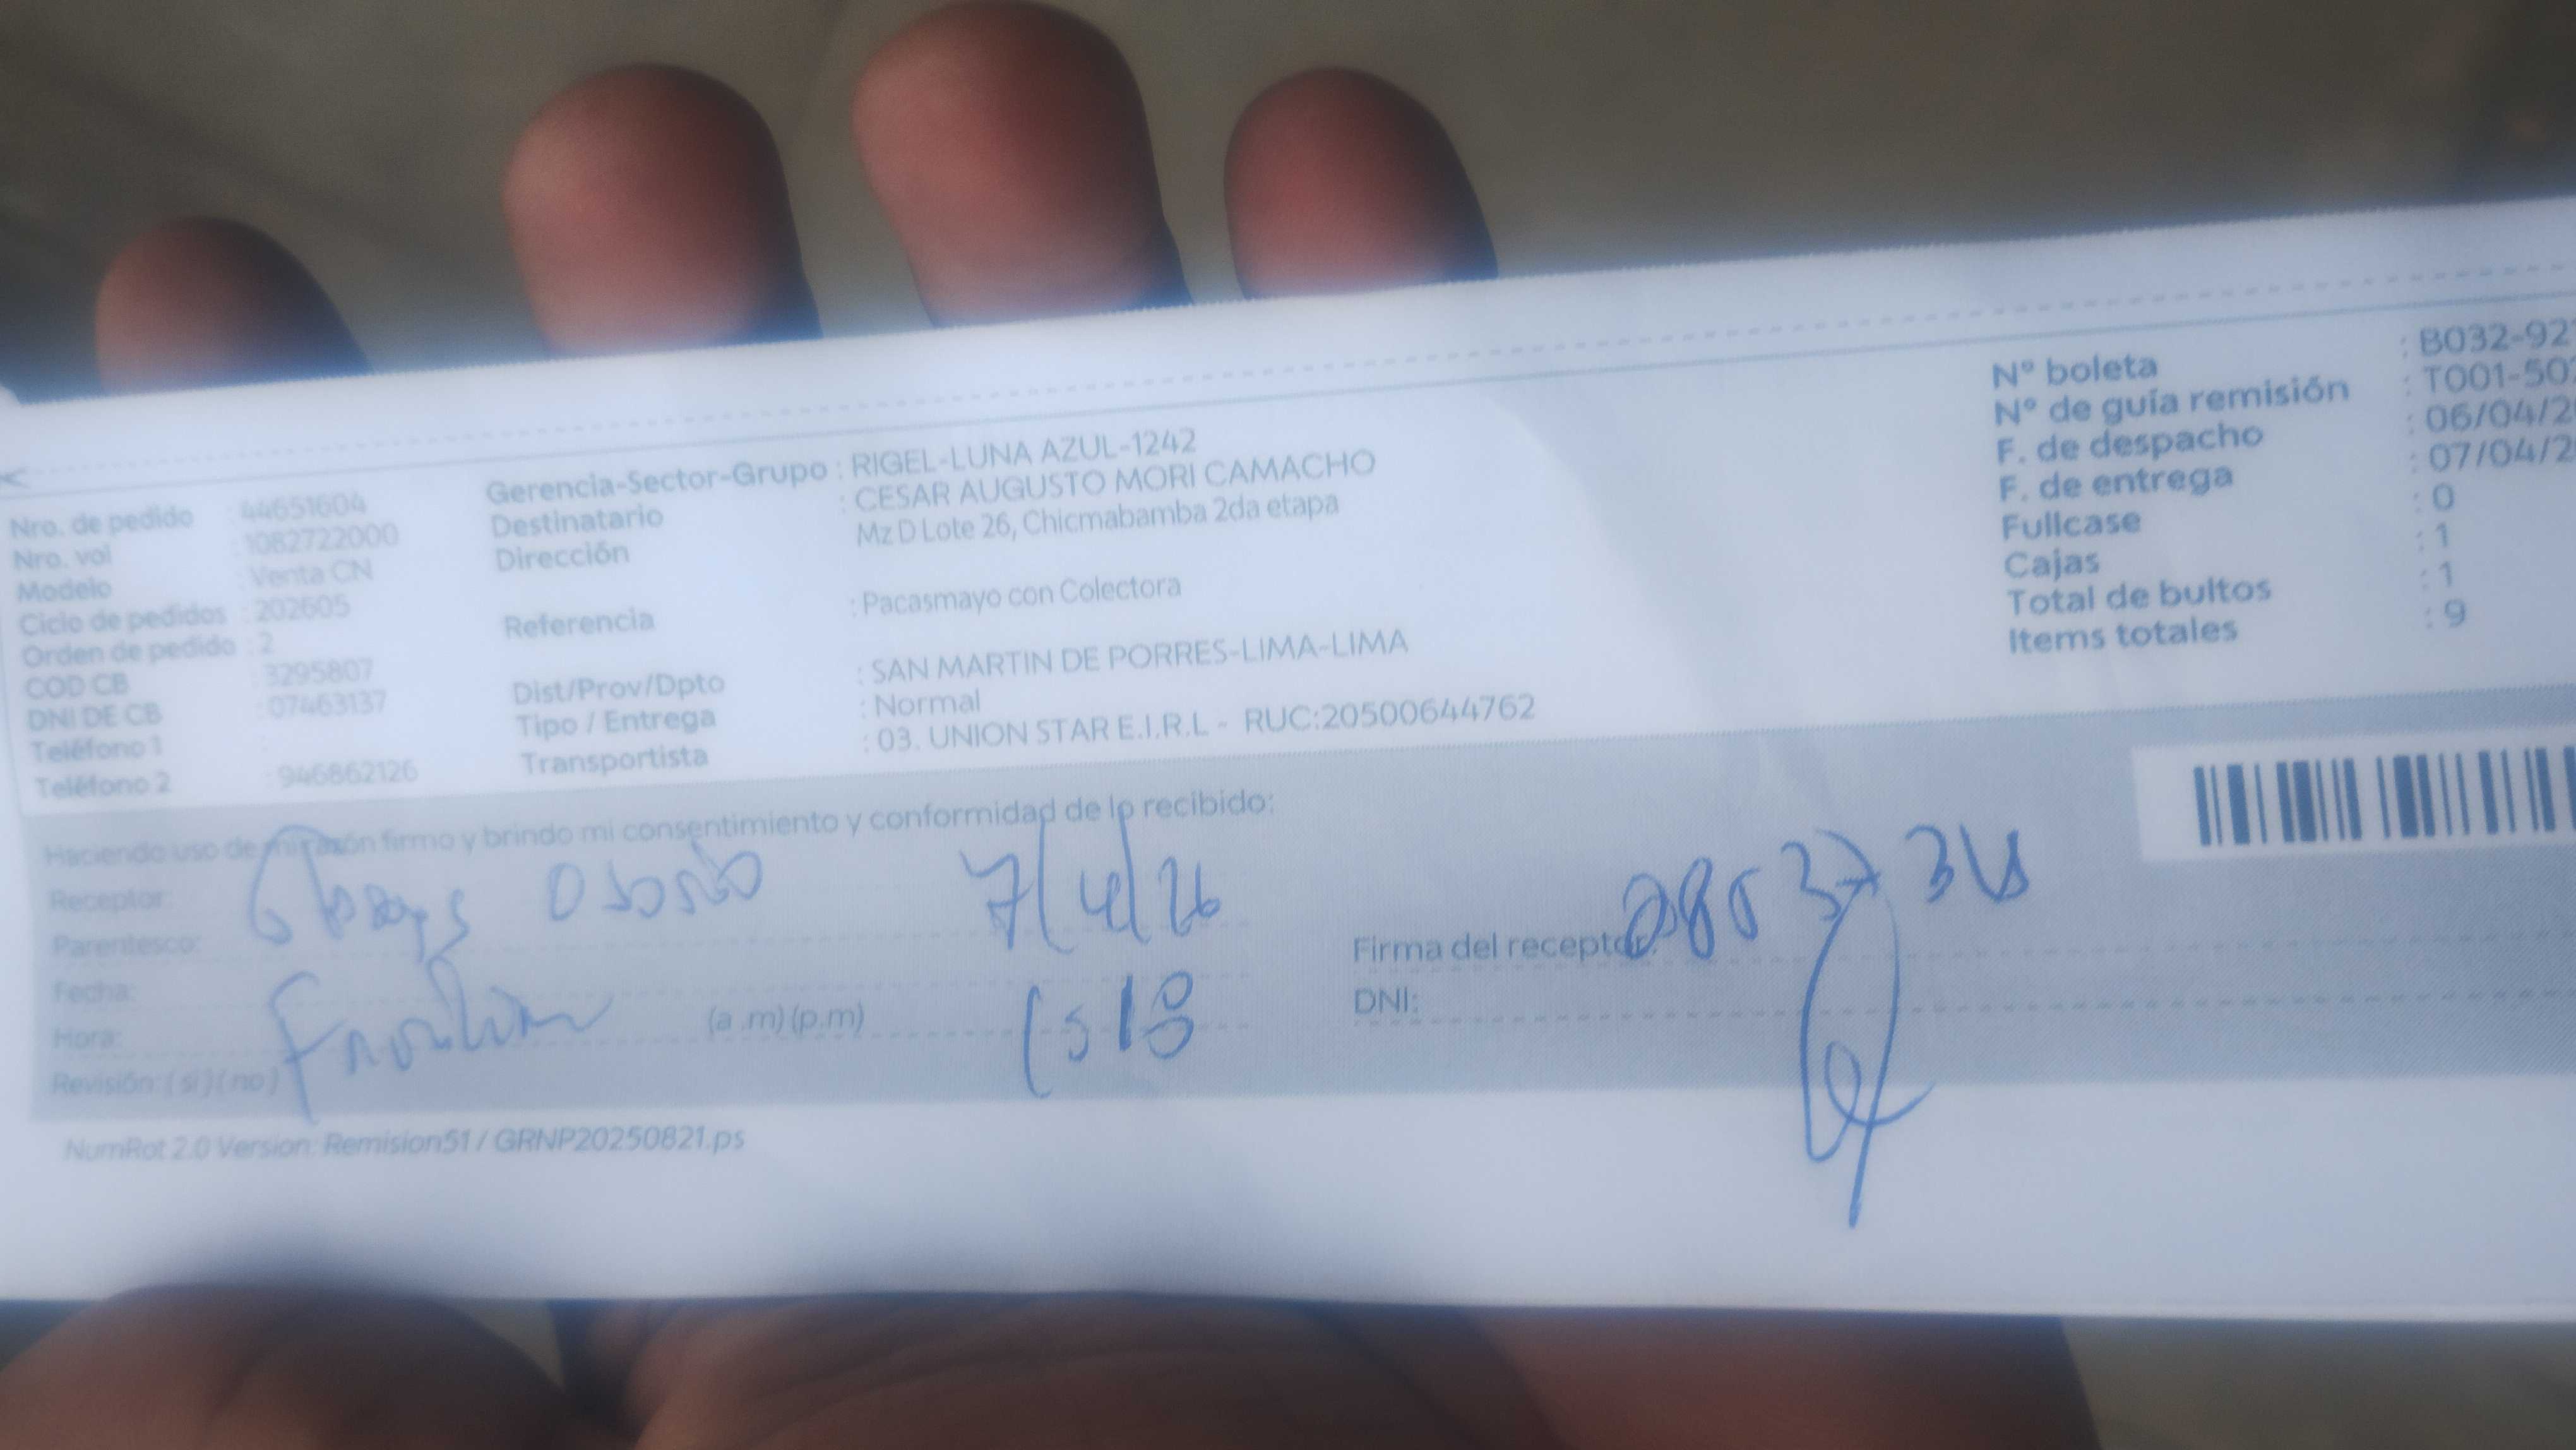 Nro. de pedido : 44651604
Nro. vol : 1082722000
Modelo : Venta CN
Ciclo de pedidos : 202605
Orden de pedido : 2
COD CB : 3295807
DNI DE CB : 07463137
Teléfono 1 :
Teléfono 2 : 946862126
Gerencia-Sector-Grupo : RIGEL-LUNA AZUL-1242
Destinatario : CESAR AUGUSTO MORI CAMACHO
Dirección Mz D Lote 26, Chicmabamba 2da etapa
Referencia : Pacasmayo con Colectora
Dist/Prov/Dpto : SAN MARTIN DE PORRES-LIMA-LIMA
Tipo / Entrega : Normal
Transportista : 03. UNION STAR E.I.R.L - RUC:20500644762
Nº boleta : B032-92
Nº de guía remisión : T001-50
F. de despacho : 06/04/2
F. de entrega : 07/04/2
Fullcase : 0
Cajas : 1
Total de bultos : 1
Items totales : 9
Haciendo uso de mi razón firmo y brindo mi consentimiento y conformidad de lo recibido:
Receptor: Osorio 7/4/26
Parentesco:
Fecha:
Hora: (a.m) (p.m)
Revisión: ( si ) ( no )
Firma del receptor:
DNI:
NumRot 2.0 Version: Remision51 / GRNP20250821.ps